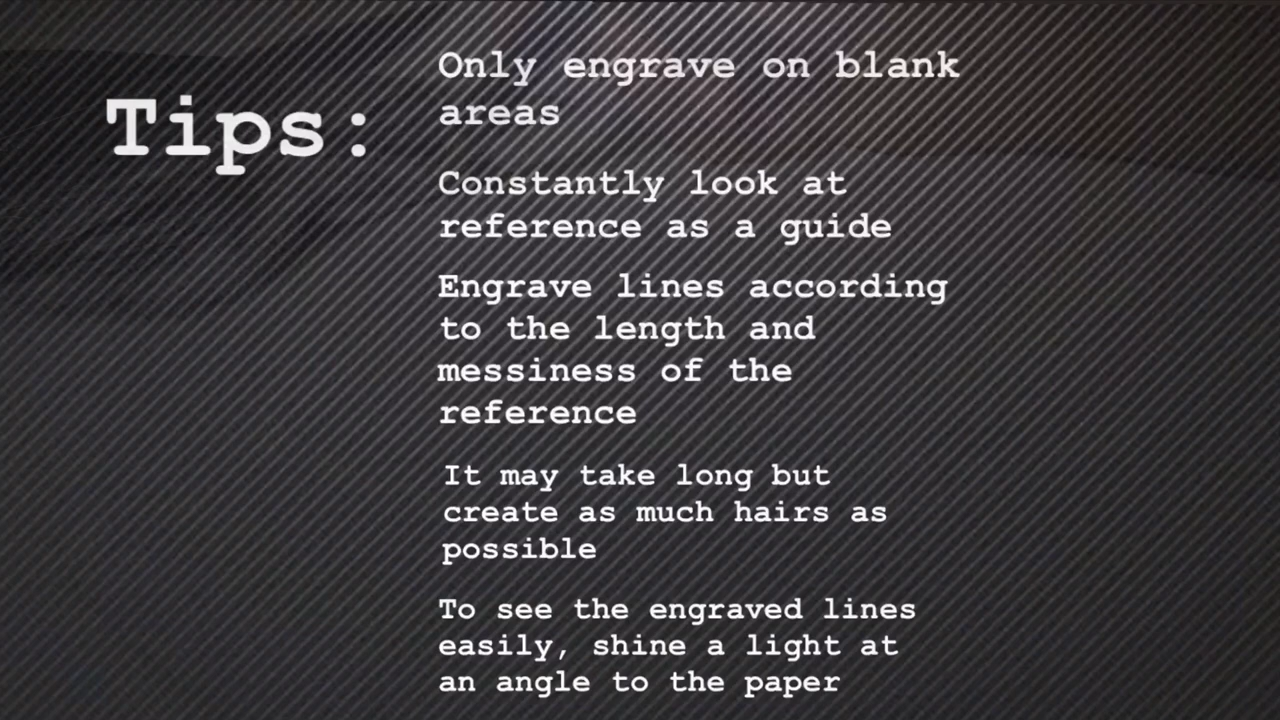 Tips:
Only engrave on blank
areas
Constantly look at
reference as a guide
Engrave lines according
to the length and
messiness of the
reference
It may take long but
create as much hairs as
possible
To see the engraved lines
easily, shine a light at
an angle to the paper